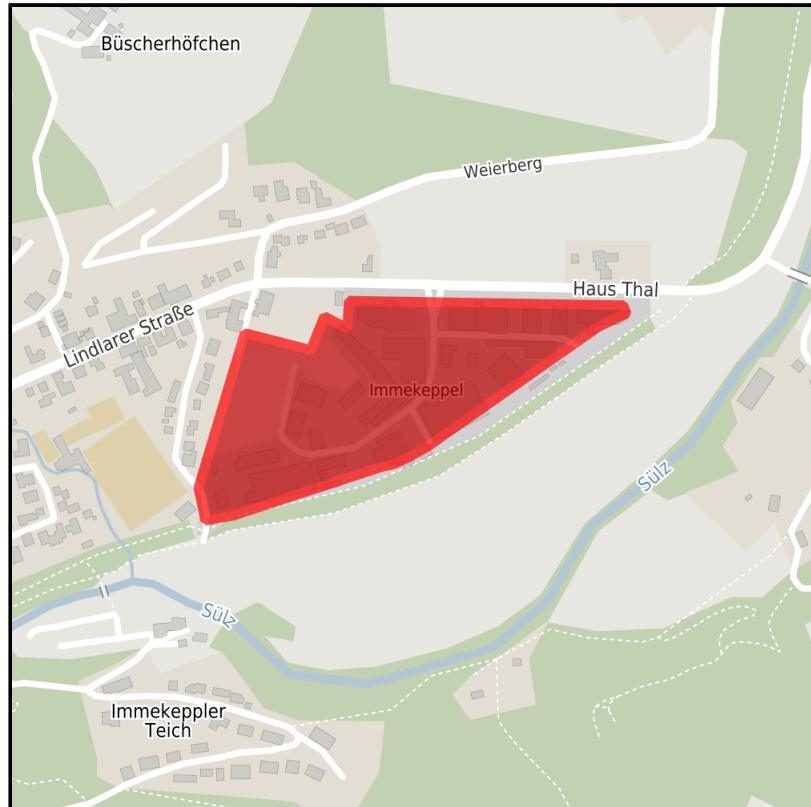 Büscherhöfchen
Weierberg
Haus Thal
Lindlarer Straße
Immekeppel
Sülz
Sülz
Immekeppler
Teich